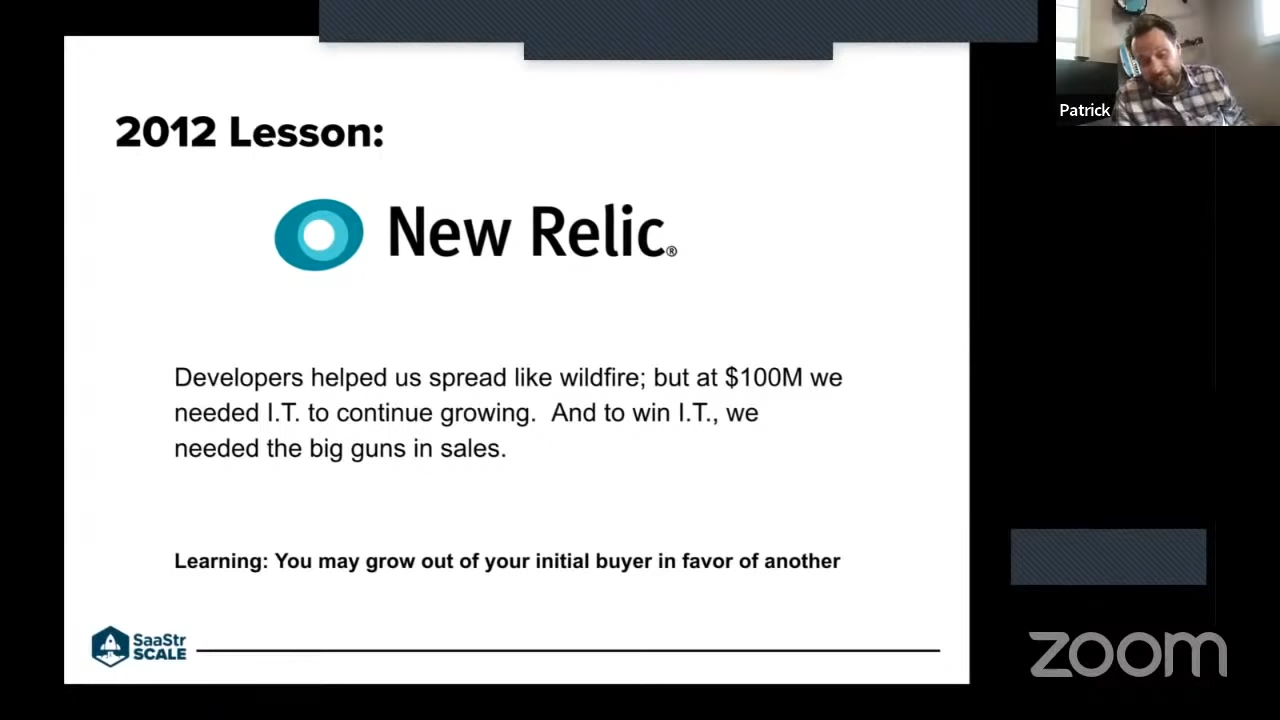 Patrick
2012 Lesson:
New Relic®
Developers helped us spread like wildfire; but at $100M we
needed I.T. to continue growing.  And to win I.T., we
needed the big guns in sales.
Learning: You may grow out of your initial buyer in favor of another
SaaStr
SCALE
zoom